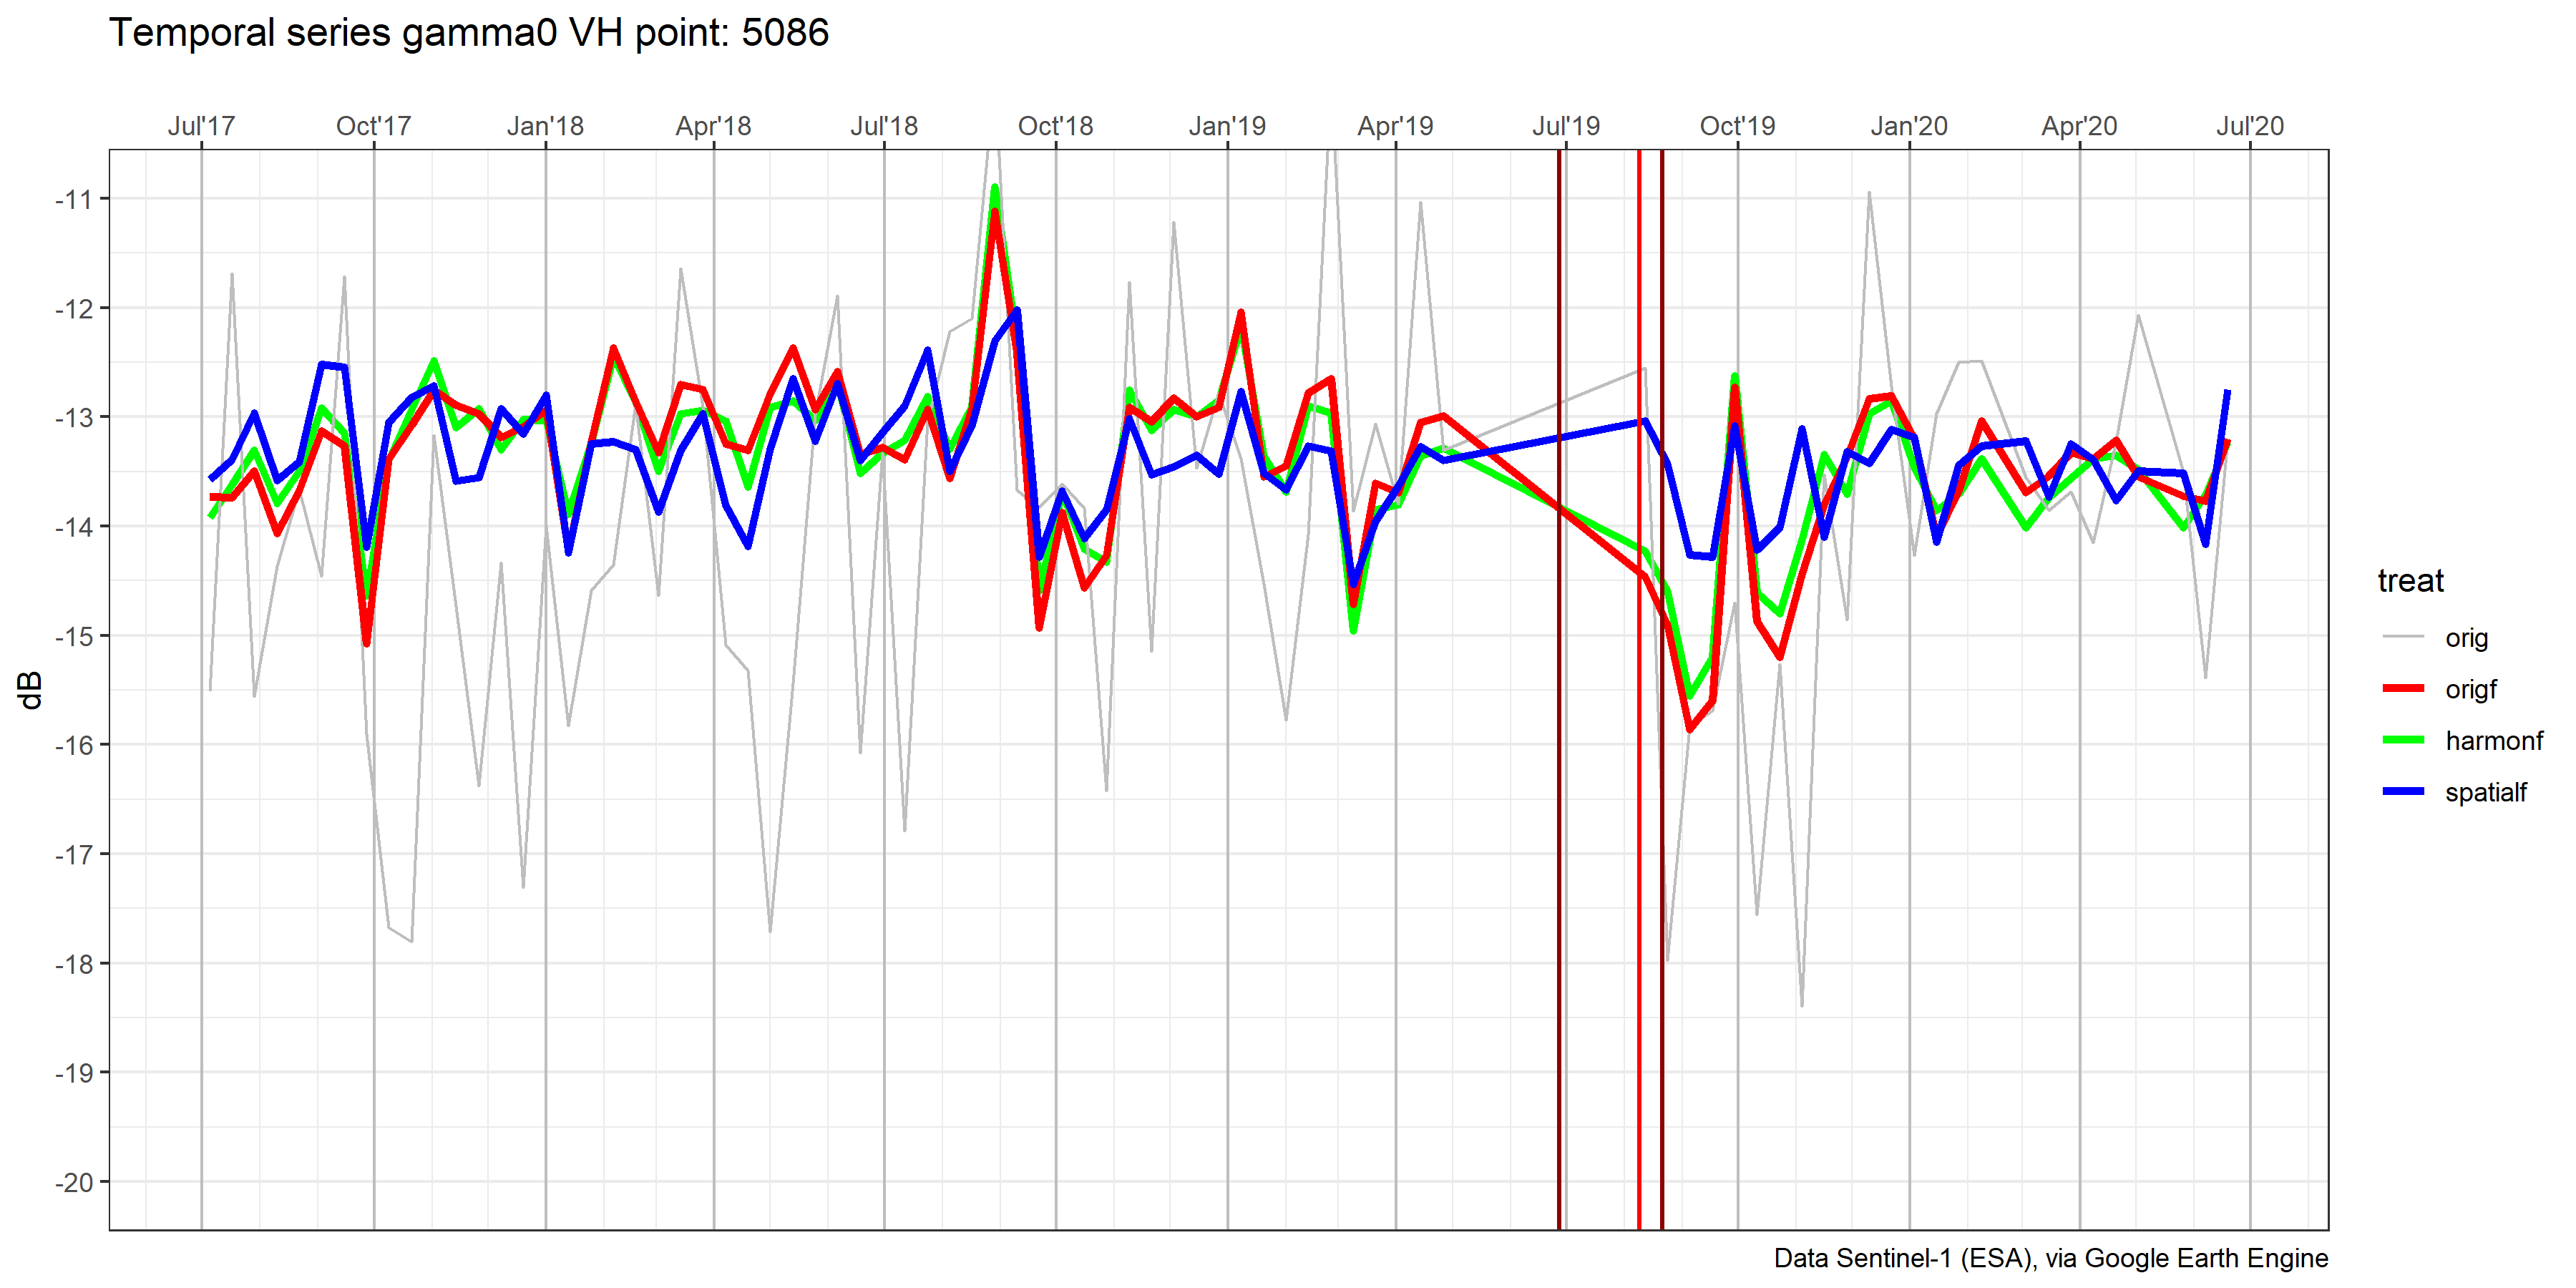 Temporal series gamma0 VH point: 5086
Jul'17 Oct'17 Jan'18 Apr'18 Jul'18 Oct'18 Jan'19 Apr'19 Jul'19 Oct'19 Jan'20 Apr'20 Jul'20
-11
-12
-13
-14
-15
-16
-17
-18
-19
-20
dB
treat
orig
origf
harmonf
spatialf
Data Sentinel-1 (ESA), via Google Earth Engine